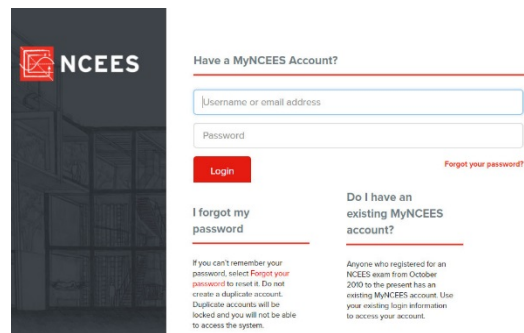 NCEES
Have a MyNCEES Account?
Username or email address
Password
Login
Forgot your password?
I forgot my
password
If you can't remember your
password, select Forgot your
password to reset it. Do not
create a duplicate account.
Duplicate accounts will be
locked and you will not be able
to access the system.
Do I have an
existing MyNCEES
account?
Anyone who registered for an
NCEES exam from October
2010 to the present has an
existing MyNCEES account. Use
your existing login information
to access your account.